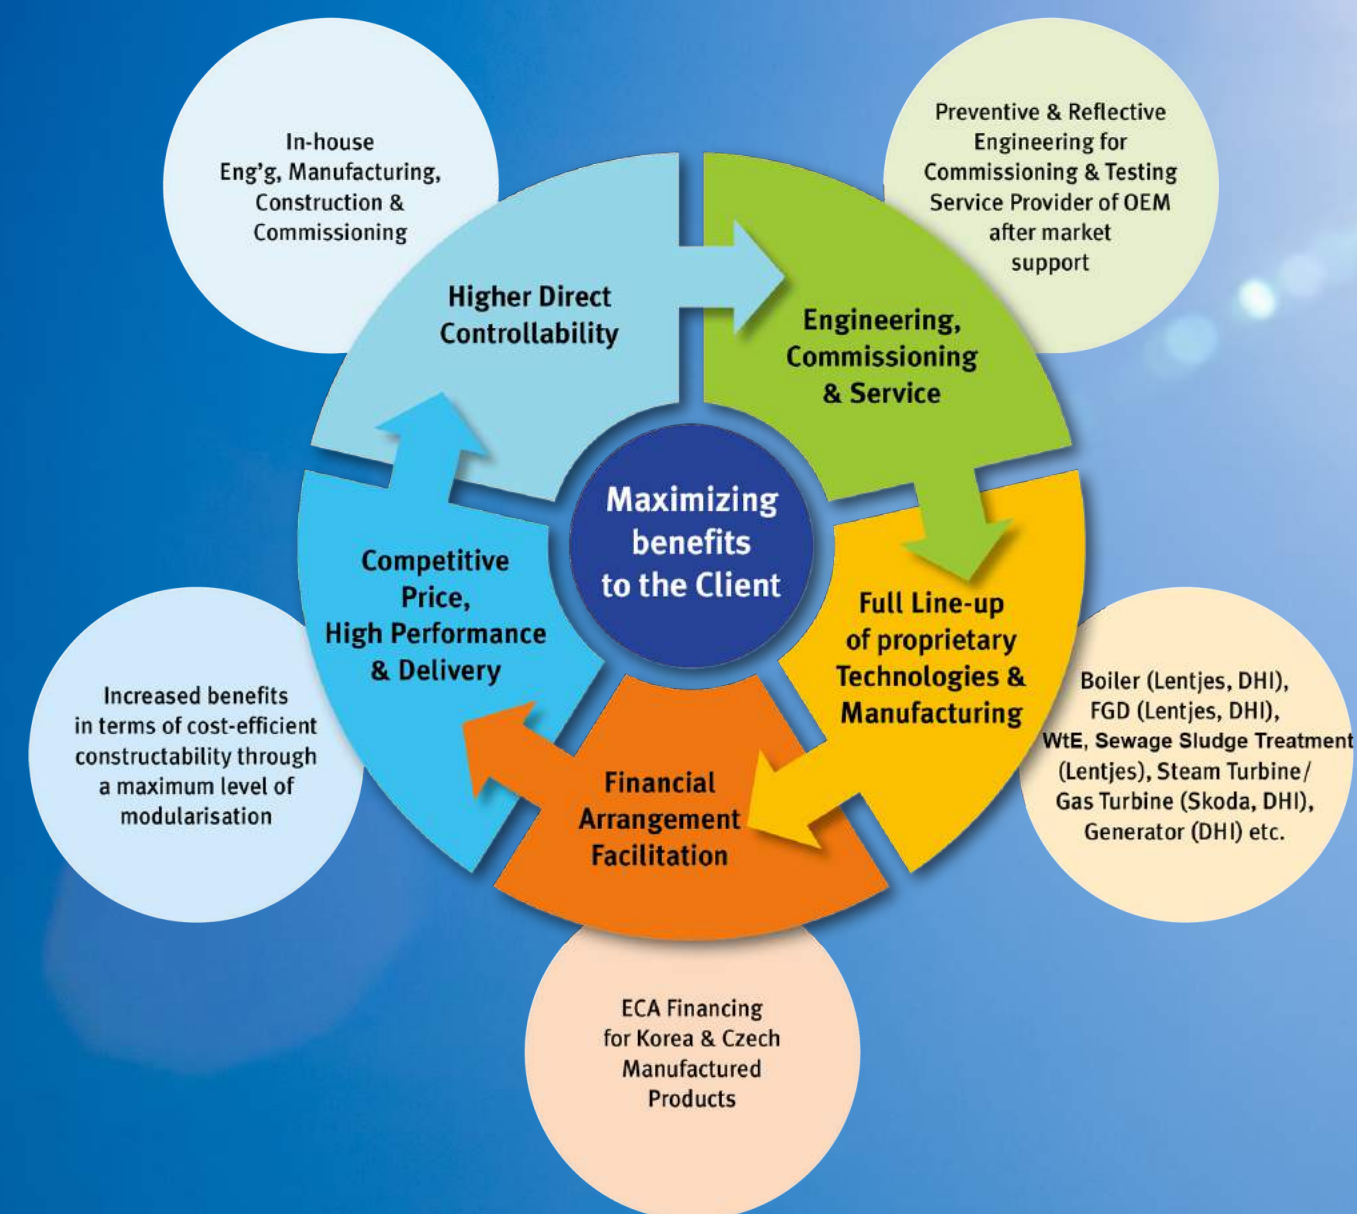 In-house
Eng'g, Manufacturing,
Construction &
Commissioning
Preventive & Reflective
Engineering for
Commissioning & Testing
Service Provider of OEM
after market
support
Higher Direct
Controllability
Engineering,
Commissioning
& Service
Maximizing
benefits
to the Client
Competitive
Price,
High Performance
& Delivery
Full Line-up
of proprietary
Technologies &
Manufacturing
Financial
Arrangement
Facilitation
Increased benefits
in terms of cost-efficient
constructability through
a maximum level of
modularisation
Boiler (Lentjes, DHI),
FGD (Lentjes, DHI),
WtE, Sewage Sludge Treatment
(Lentjes), Steam Turbine/
Gas Turbine (Skoda, DHI),
Generator (DHI) etc.
ECA Financing
for Korea & Czech
Manufactured
Products